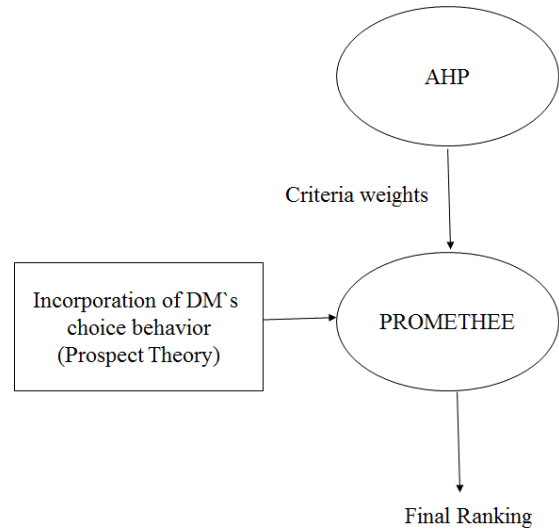 AHP
Criteria weights
Incorporation of DM`s
choice behavior
(Prospect Theory)
PROMETHEE
Final Ranking